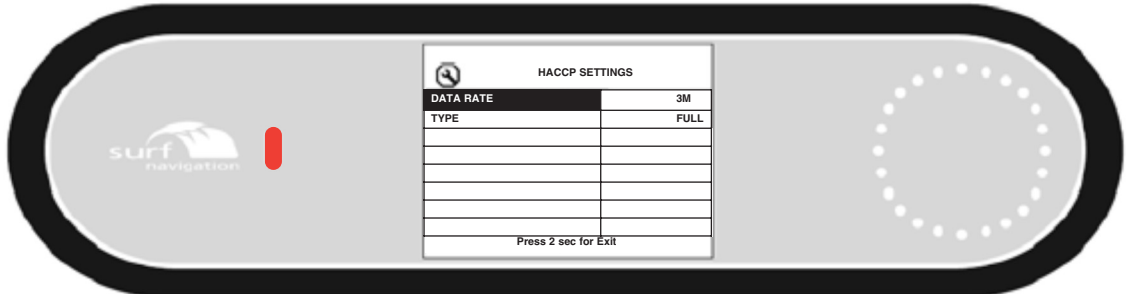 surf
navigation
HACCP SETTINGS
DATA RATE 3M
TYPE FULL
Press 2 sec for Exit